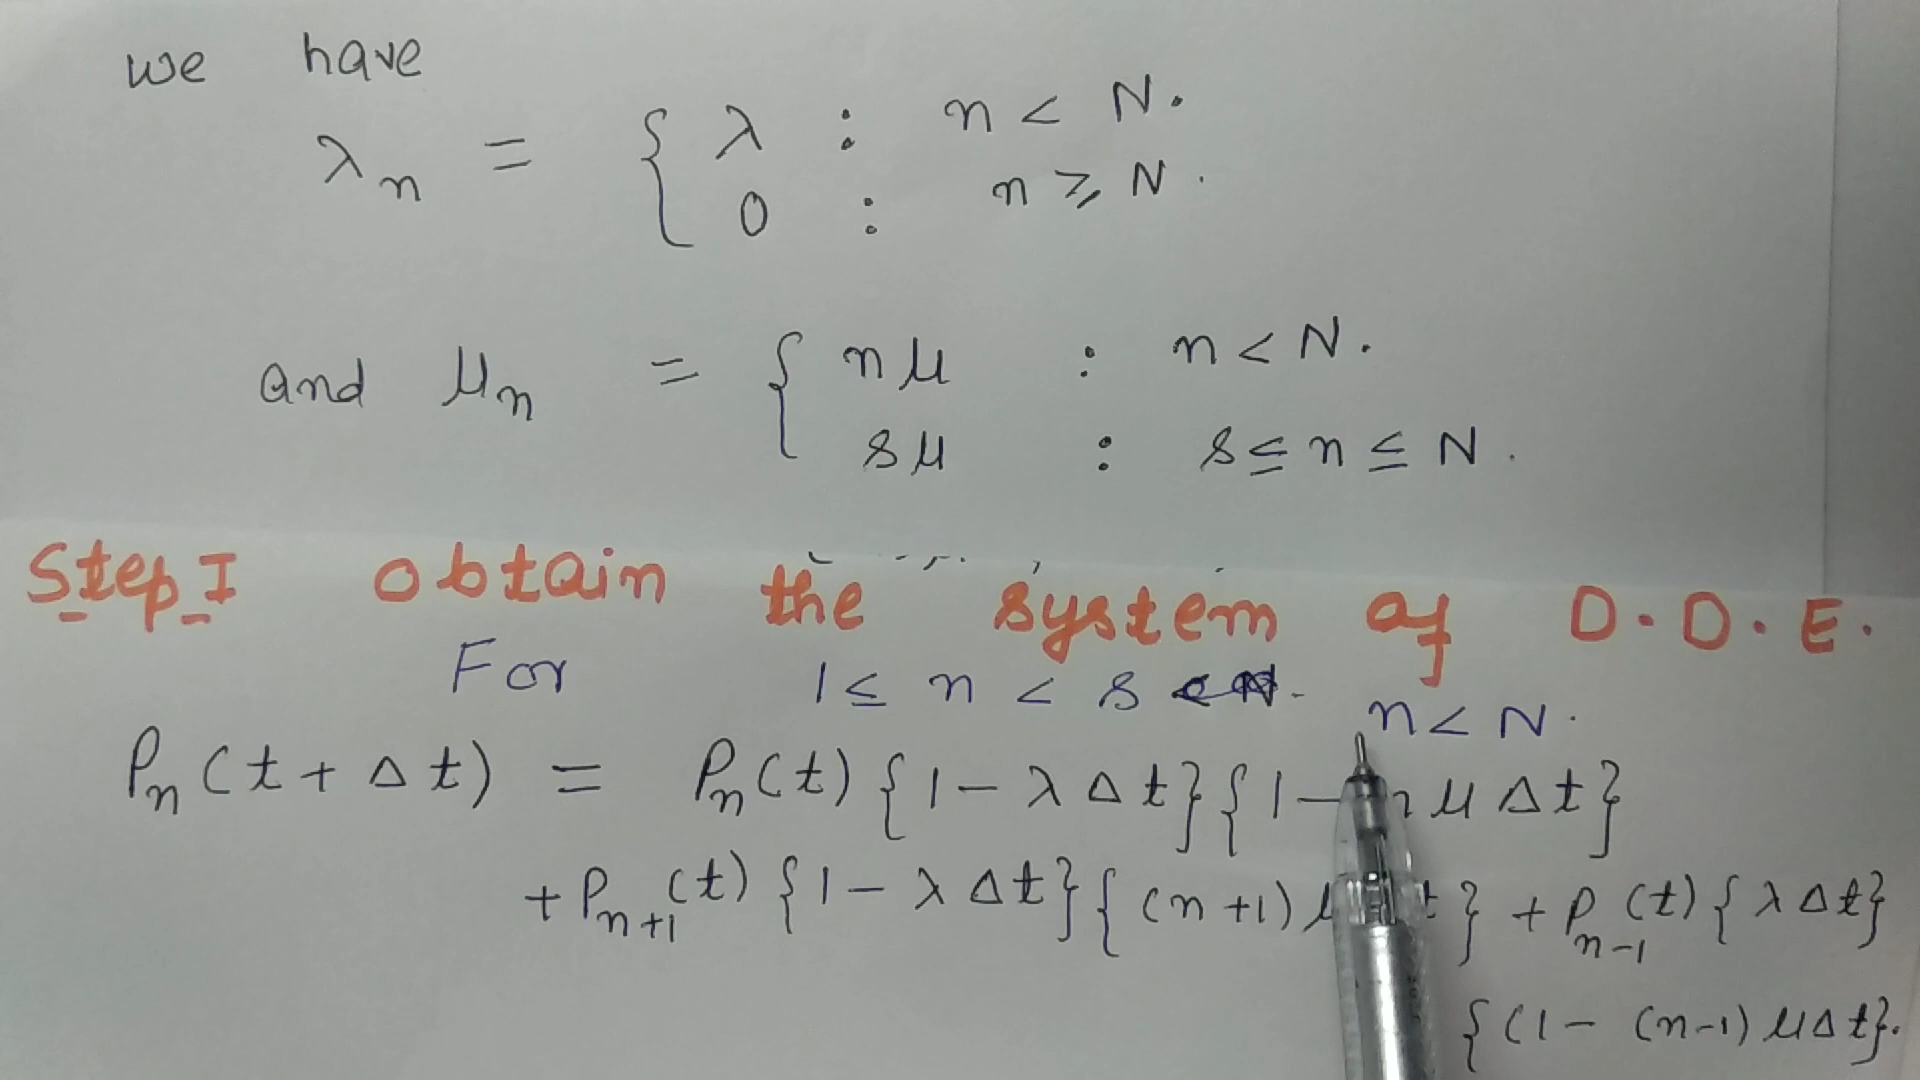 we have
λn = { λ : n < N.
0 : n ≥ N.
and μn = { nμ : n < N.
sμ : s ≤ n ≤ N.
Step I obtain the system of D.D.E.
For 1 ≤ n < s
n < N.
Pn(t + Δt) = Pn(t) {1 - λΔt} {1 - nμΔt}
+ Pn+1(t) {1 - λΔt} {(n+1) t} + Pn-1(t) {λΔt}
{(1 - (n-1) μΔt}.